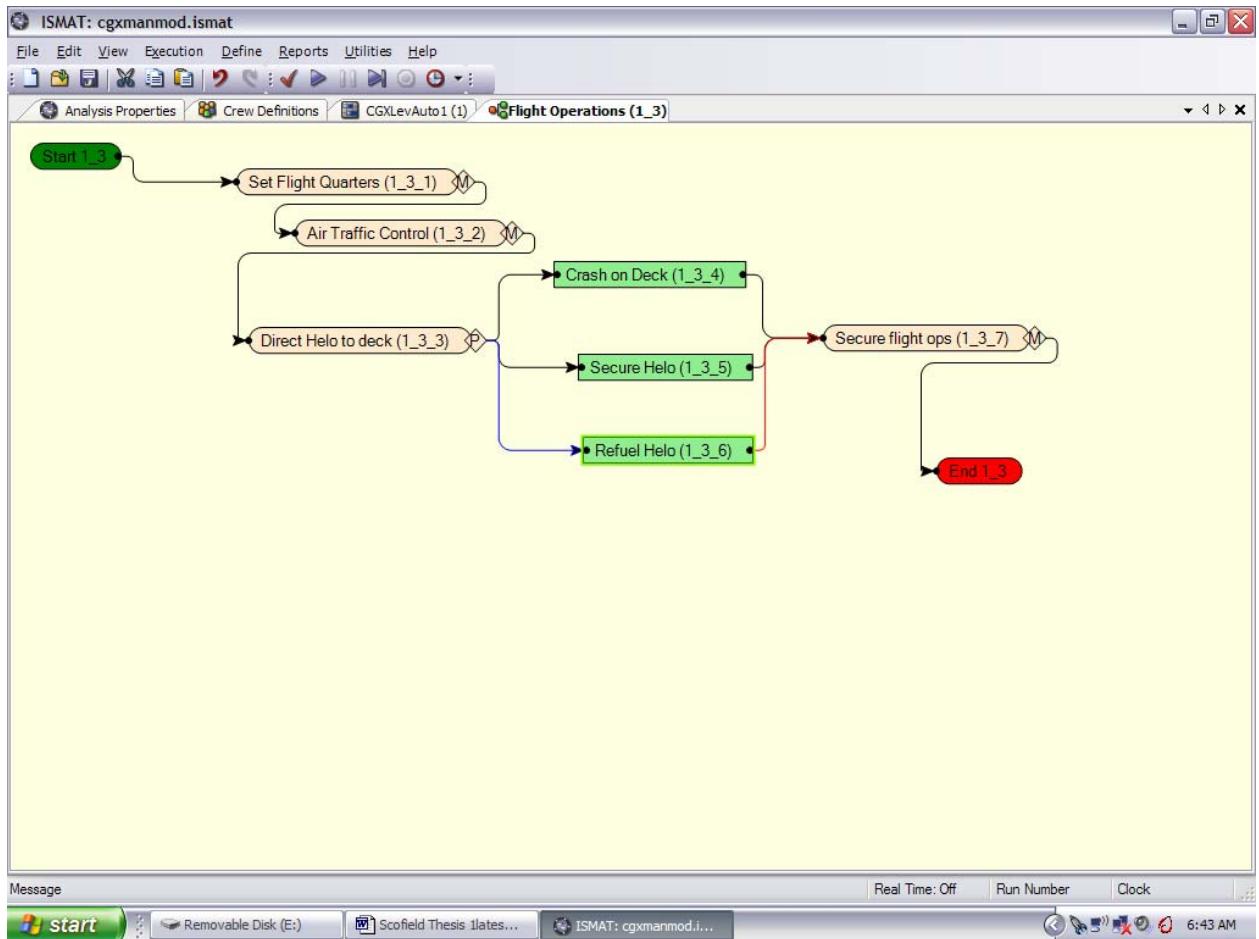 ISMAT: cgxmanmod.ismat
File Edit View Execution Define Reports Utilities Help
Analysis Properties Crew Definitions CGXLevAuto1 (1) Flight Operations (1_3)
Start 1_3
Set Flight Quarters (1_3_1) M
Air Traffic Control (1_3_2) M
Crash on Deck (1_3_4)
Direct Helo to deck (1_3_3) P
Secure flight ops (1_3_7) M
Secure Helo (1_3_5)
Refuel Helo (1_3_6)
End 1_3
Message Real Time: Off Run Number Clock
start Removable Disk (E:) Scofield Thesis 1lates... ISMAT: cgxmanmod.i... 6:43 AM